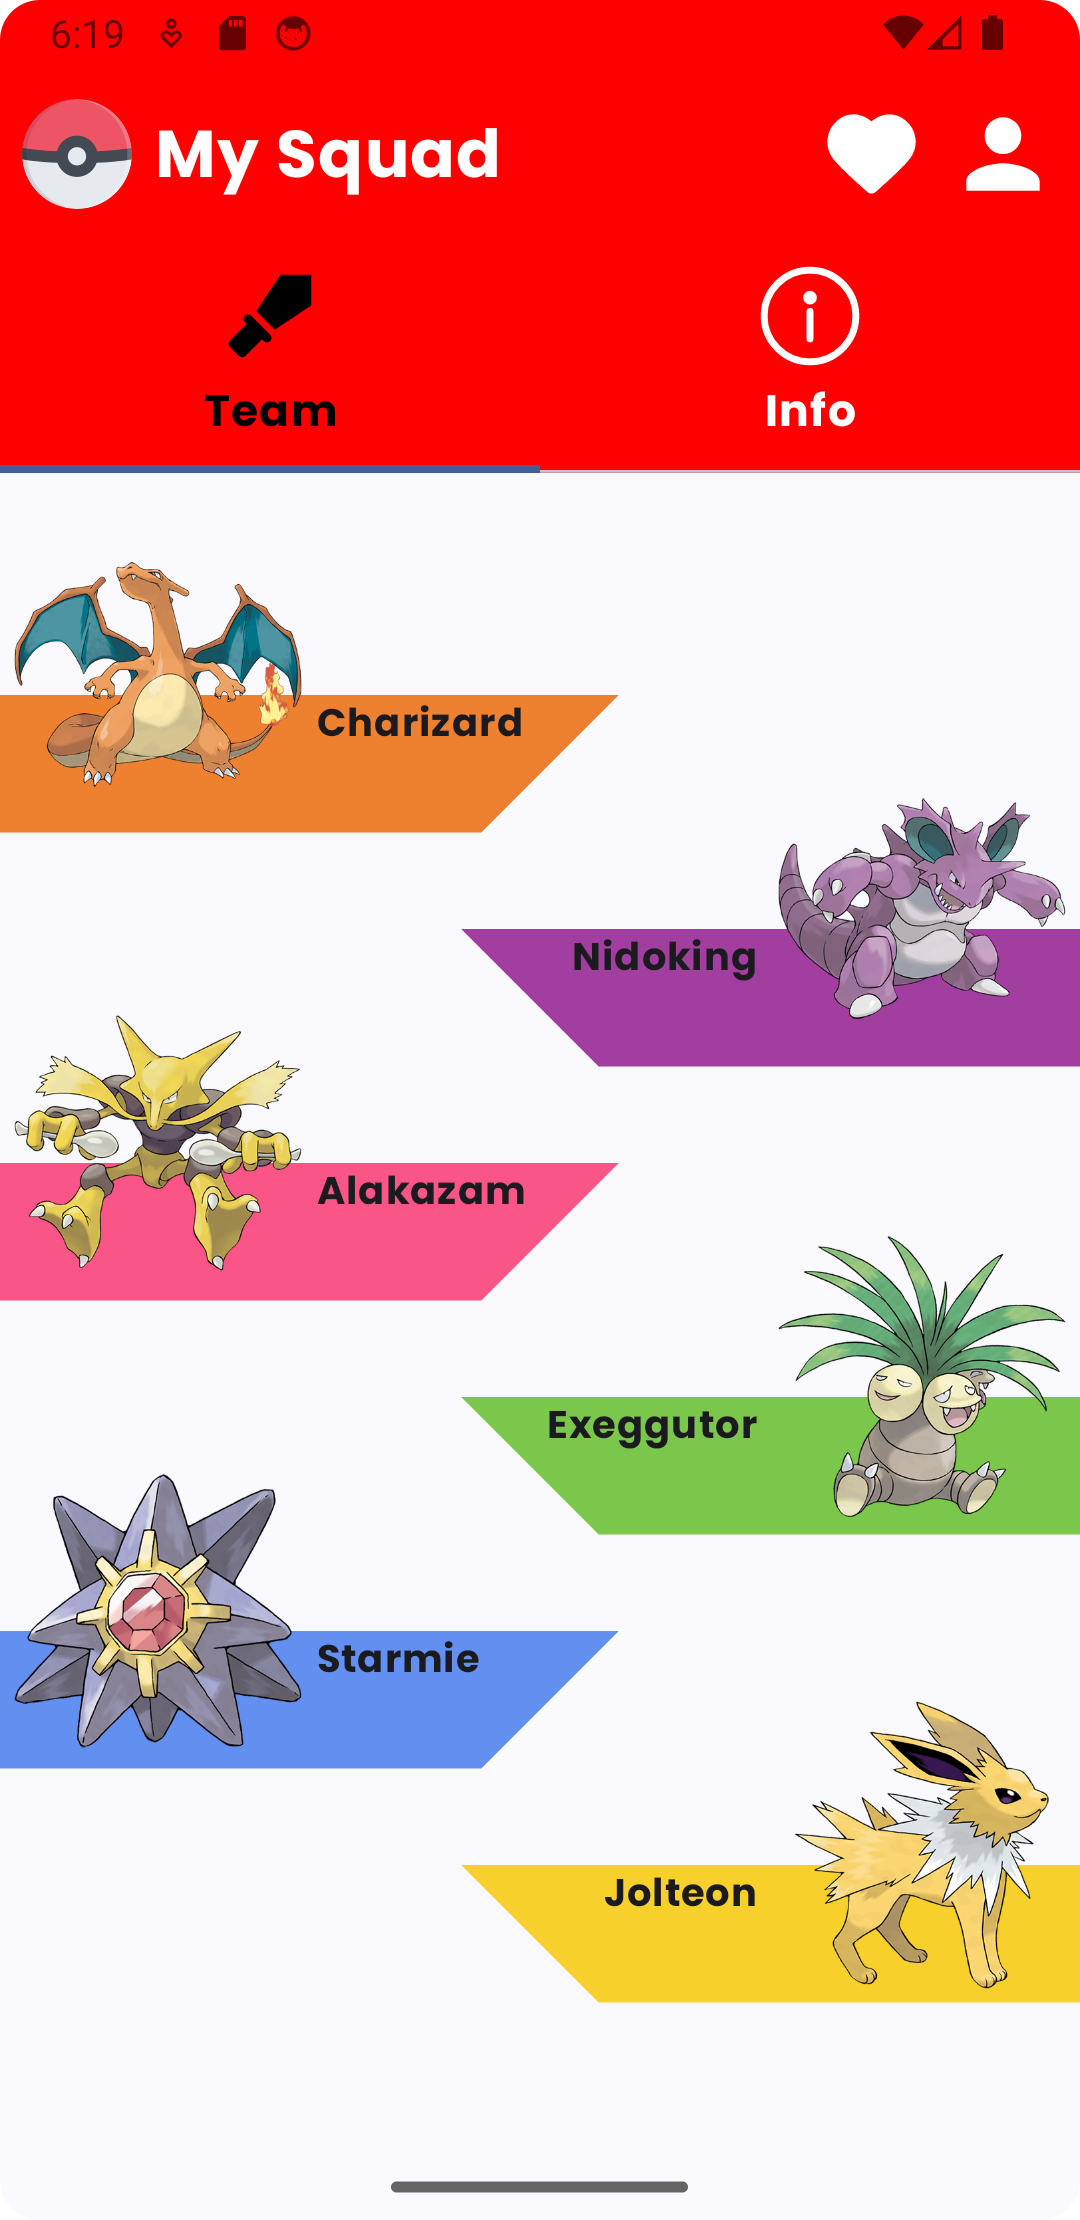 6:19
My Squad
Team
Info
Charizard
Nidoking
Alakazam
Exeggutor
Starmie
Jolteon